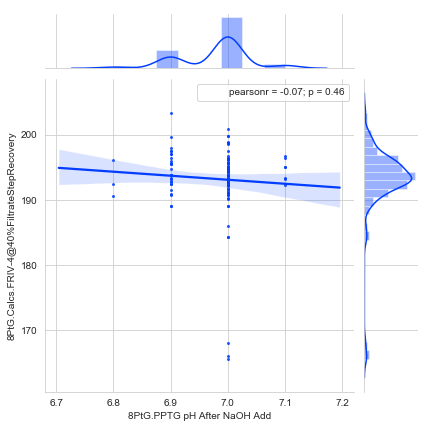 pearsonr = -0.07; p = 0.46
200
190
180
170
8PtG.Calcs.FRIV-4@40%FiltrateStepRecovery
6.7 6.8 6.9 7.0 7.1 7.2
8PtG.PPTG pH After NaOH Add